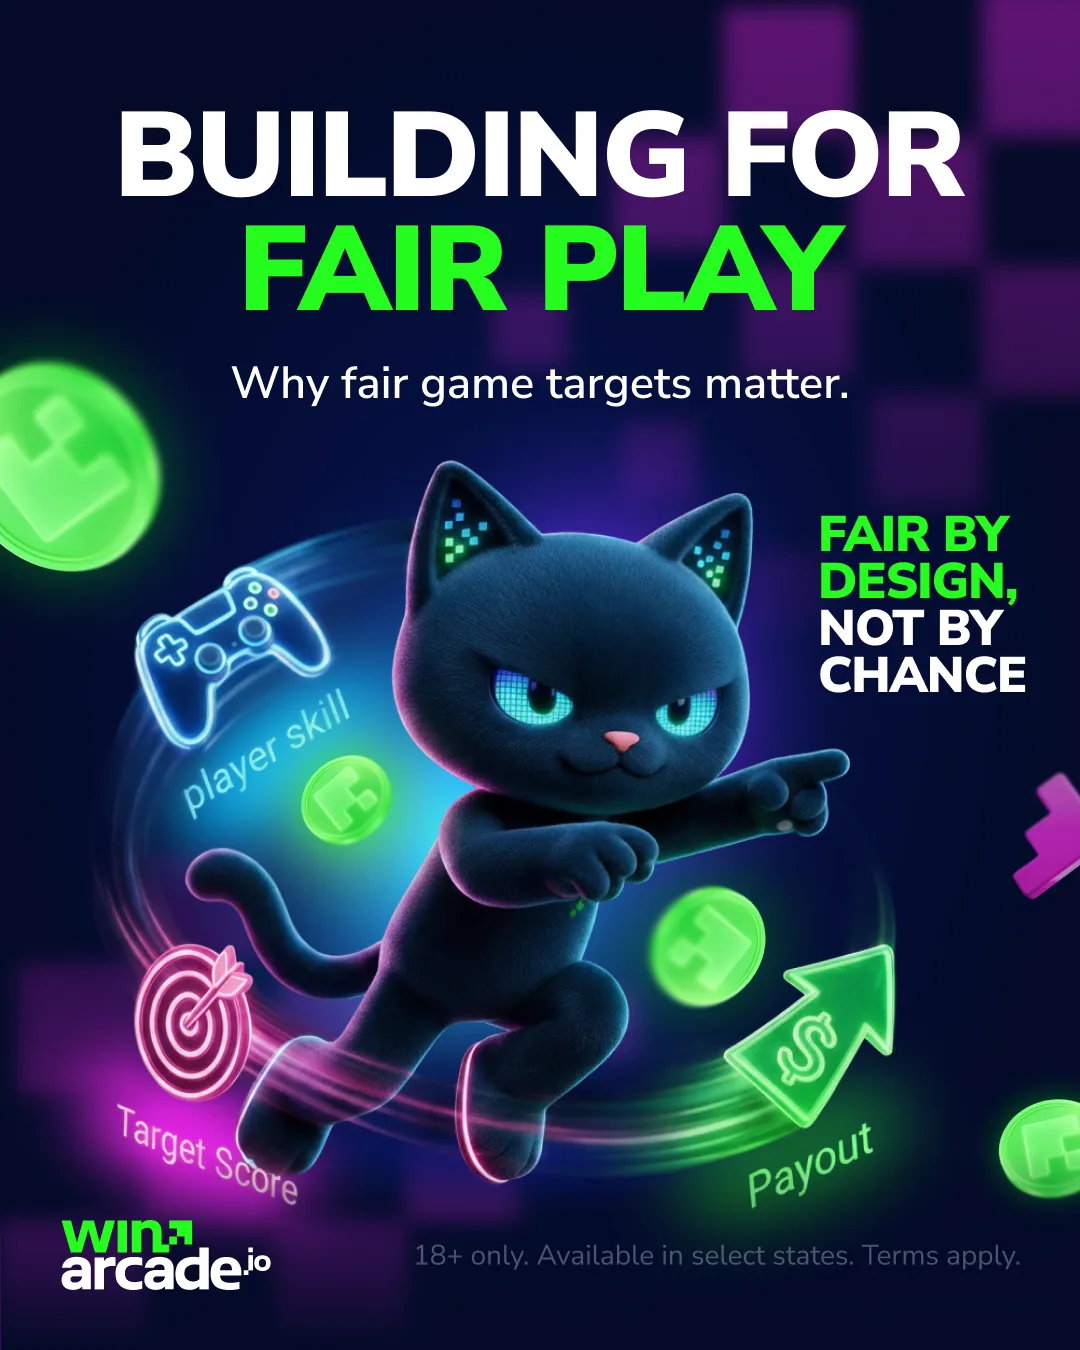 BUILDING FOR
FAIR PLAY
Why fair game targets matter.
FAIR BY
DESIGN,
NOT BY
CHANCE
player skill
Target Score
Payout
win
arcade.io
18+ only. Available in select states. Terms apply.